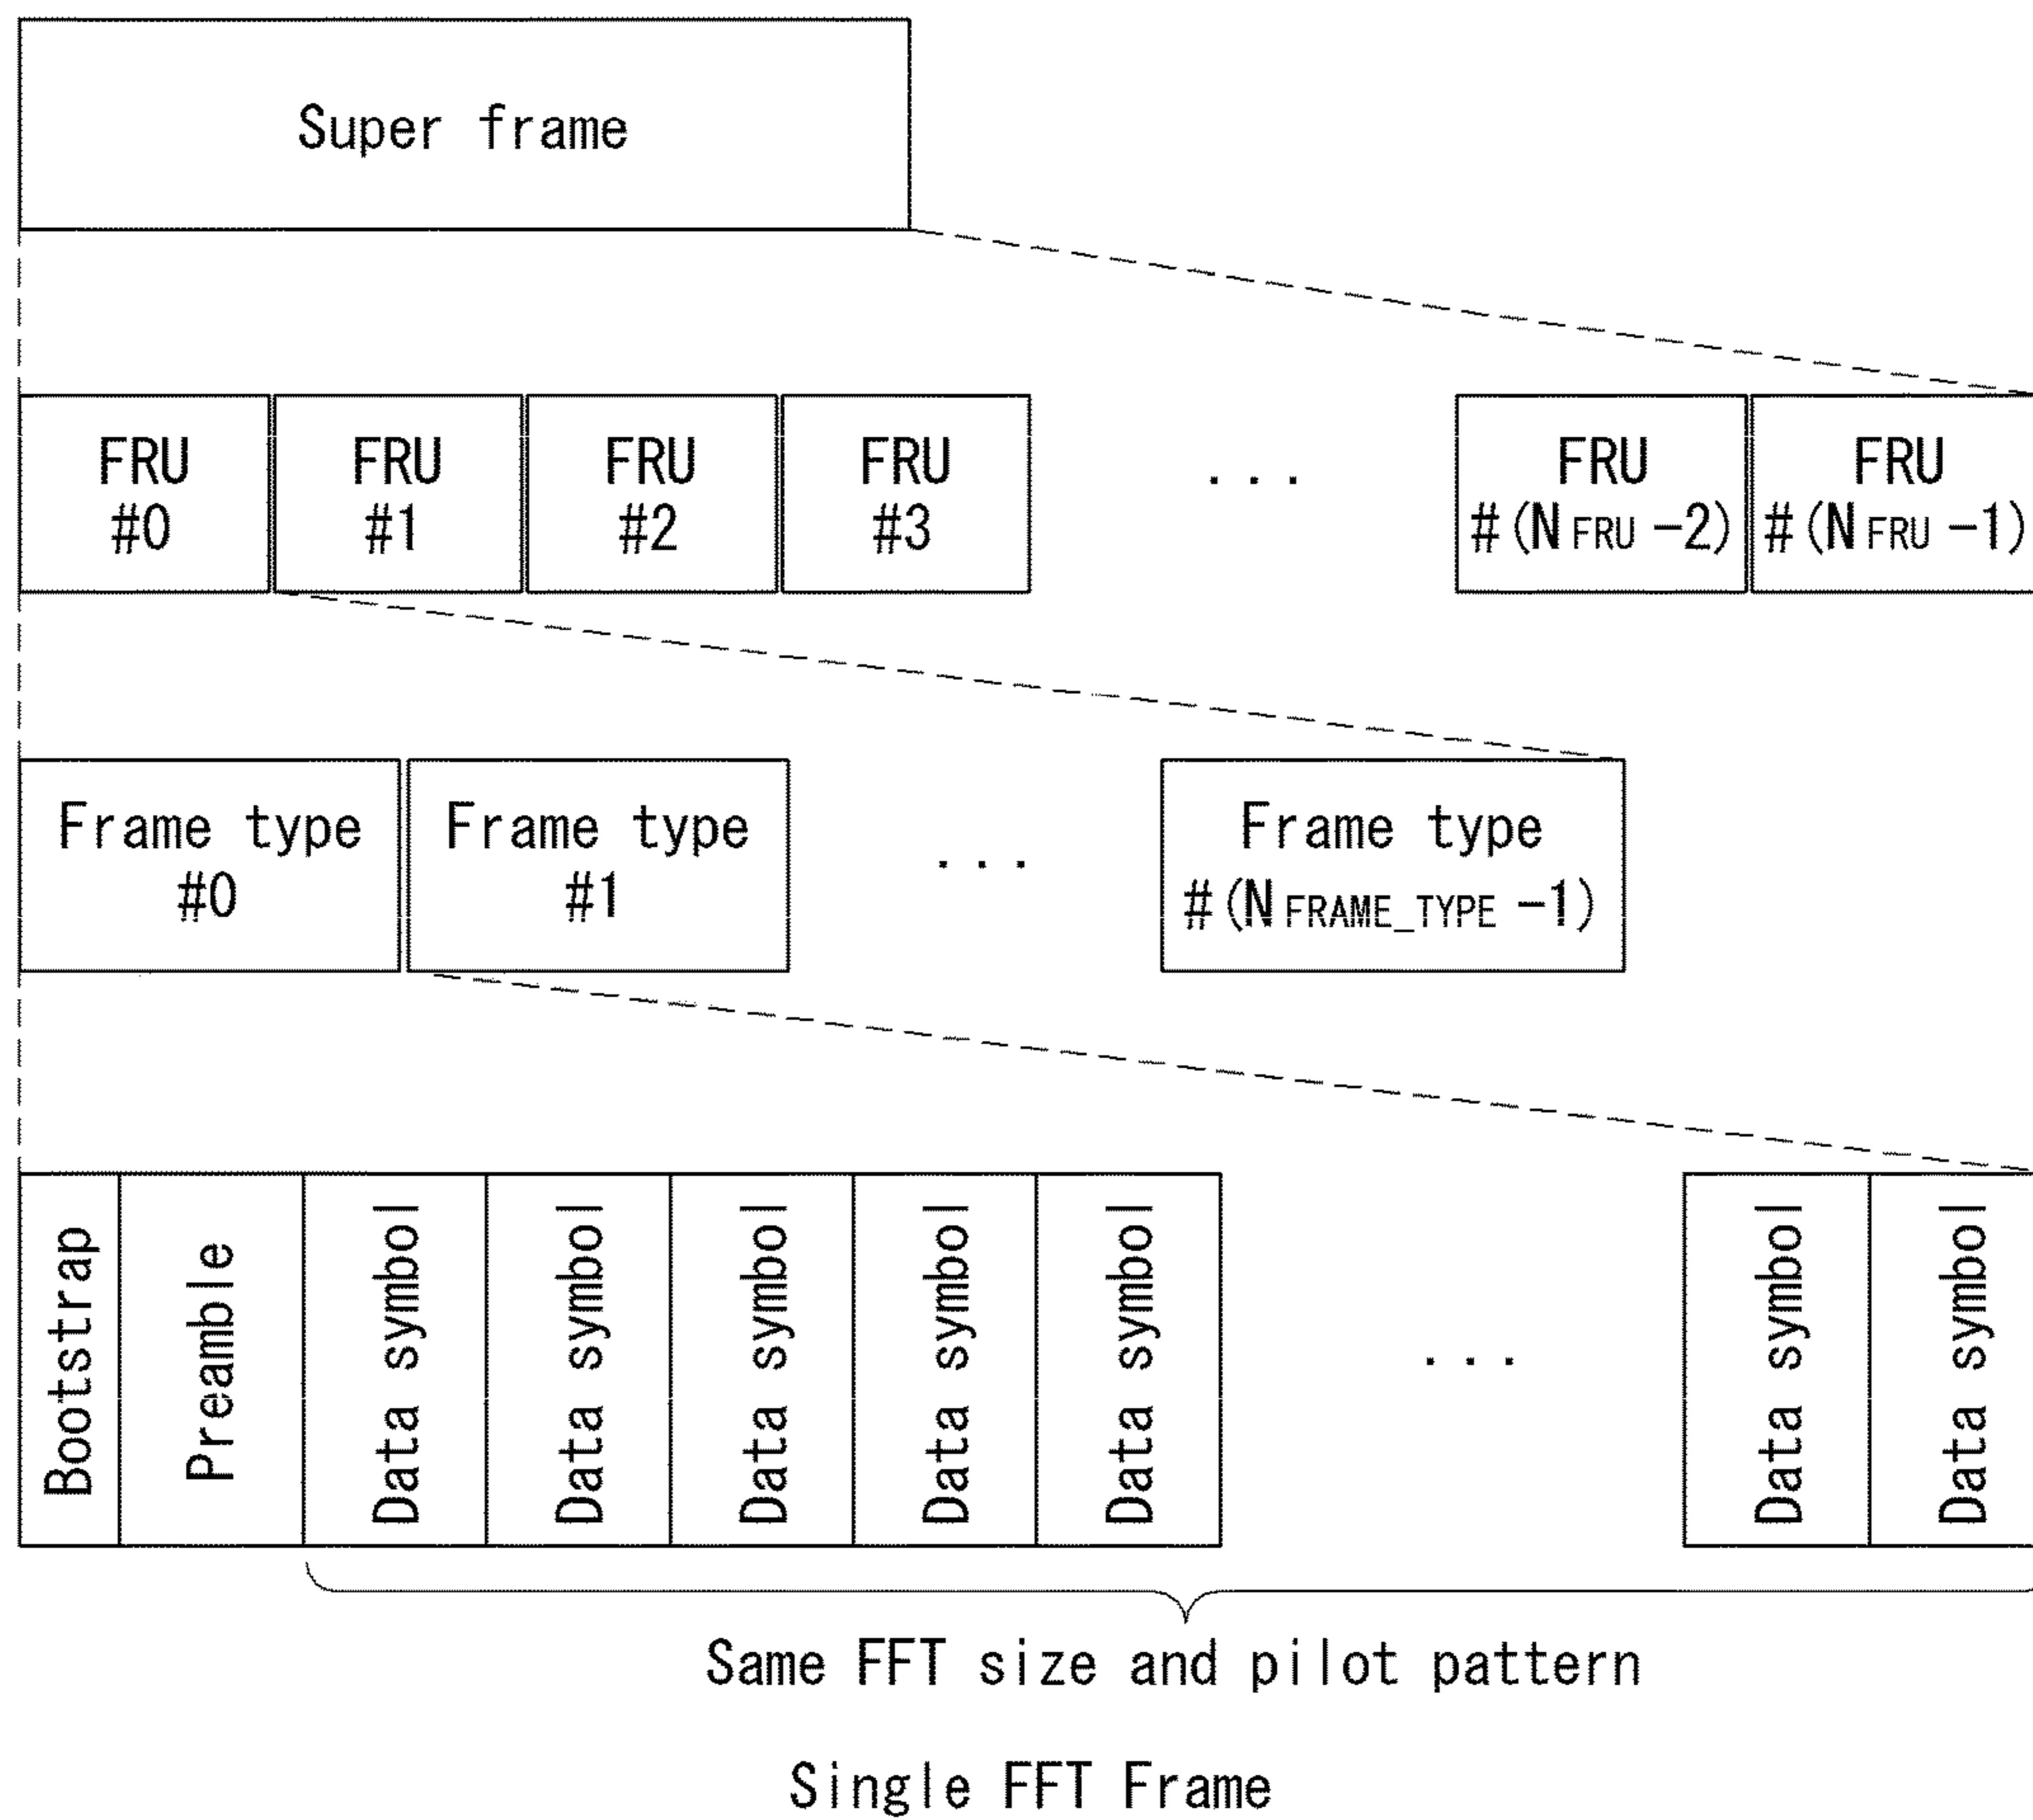 Super frame
FRU FRU FRU FRU ... FRU FRU
#0 #1 #2 #3 #(NFRU-2) #(NFRU-1)
Frame type Frame type ... Frame type
#0 #1 #(NFRAME_TYPE-1)
Bootstrap
Preamble
Data symbol
Data symbol
Data symbol
Data symbol
Data symbol
...
Data symbol
Data symbol
Same FFT size and pilot pattern
Single FFT Frame